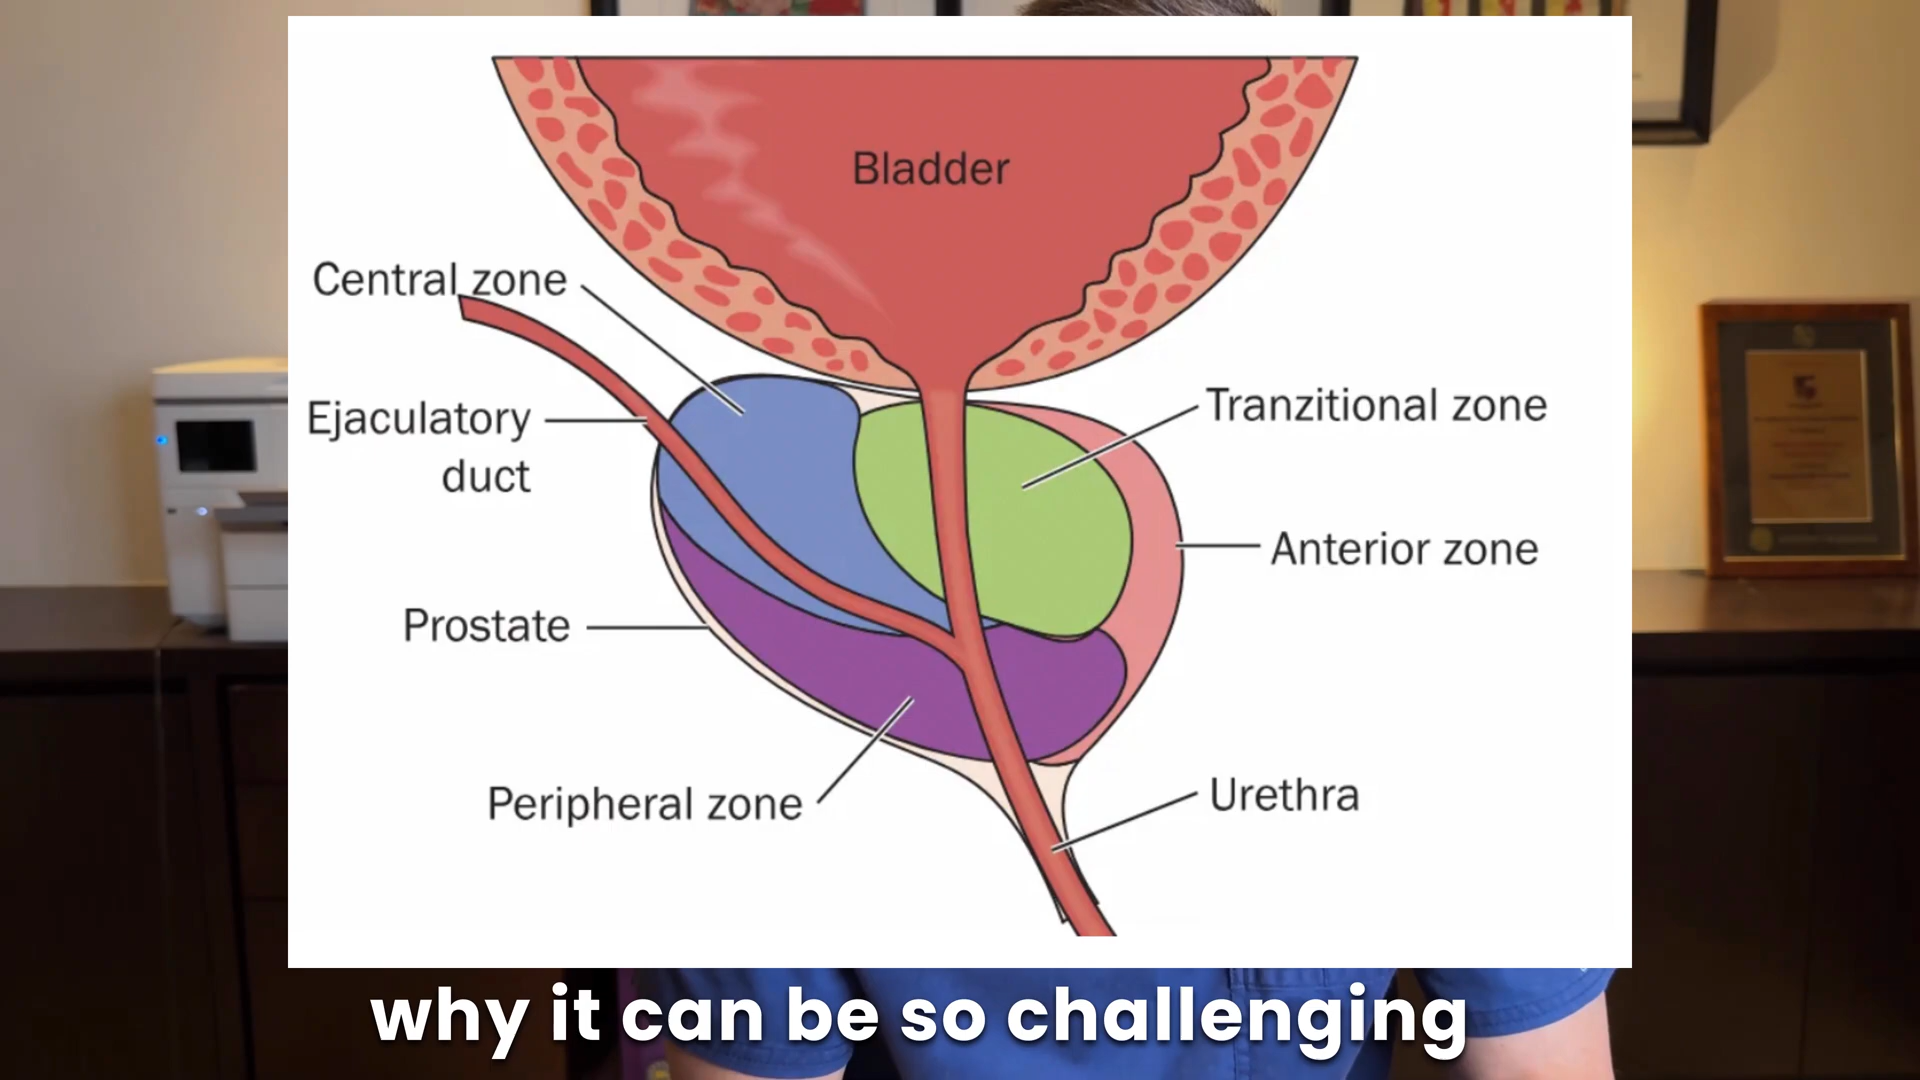 Bladder
Central zone
Ejaculatory
duct
Tranzitional zone
Anterior zone
Prostate
Peripheral zone
Urethra
why it can be so challenging